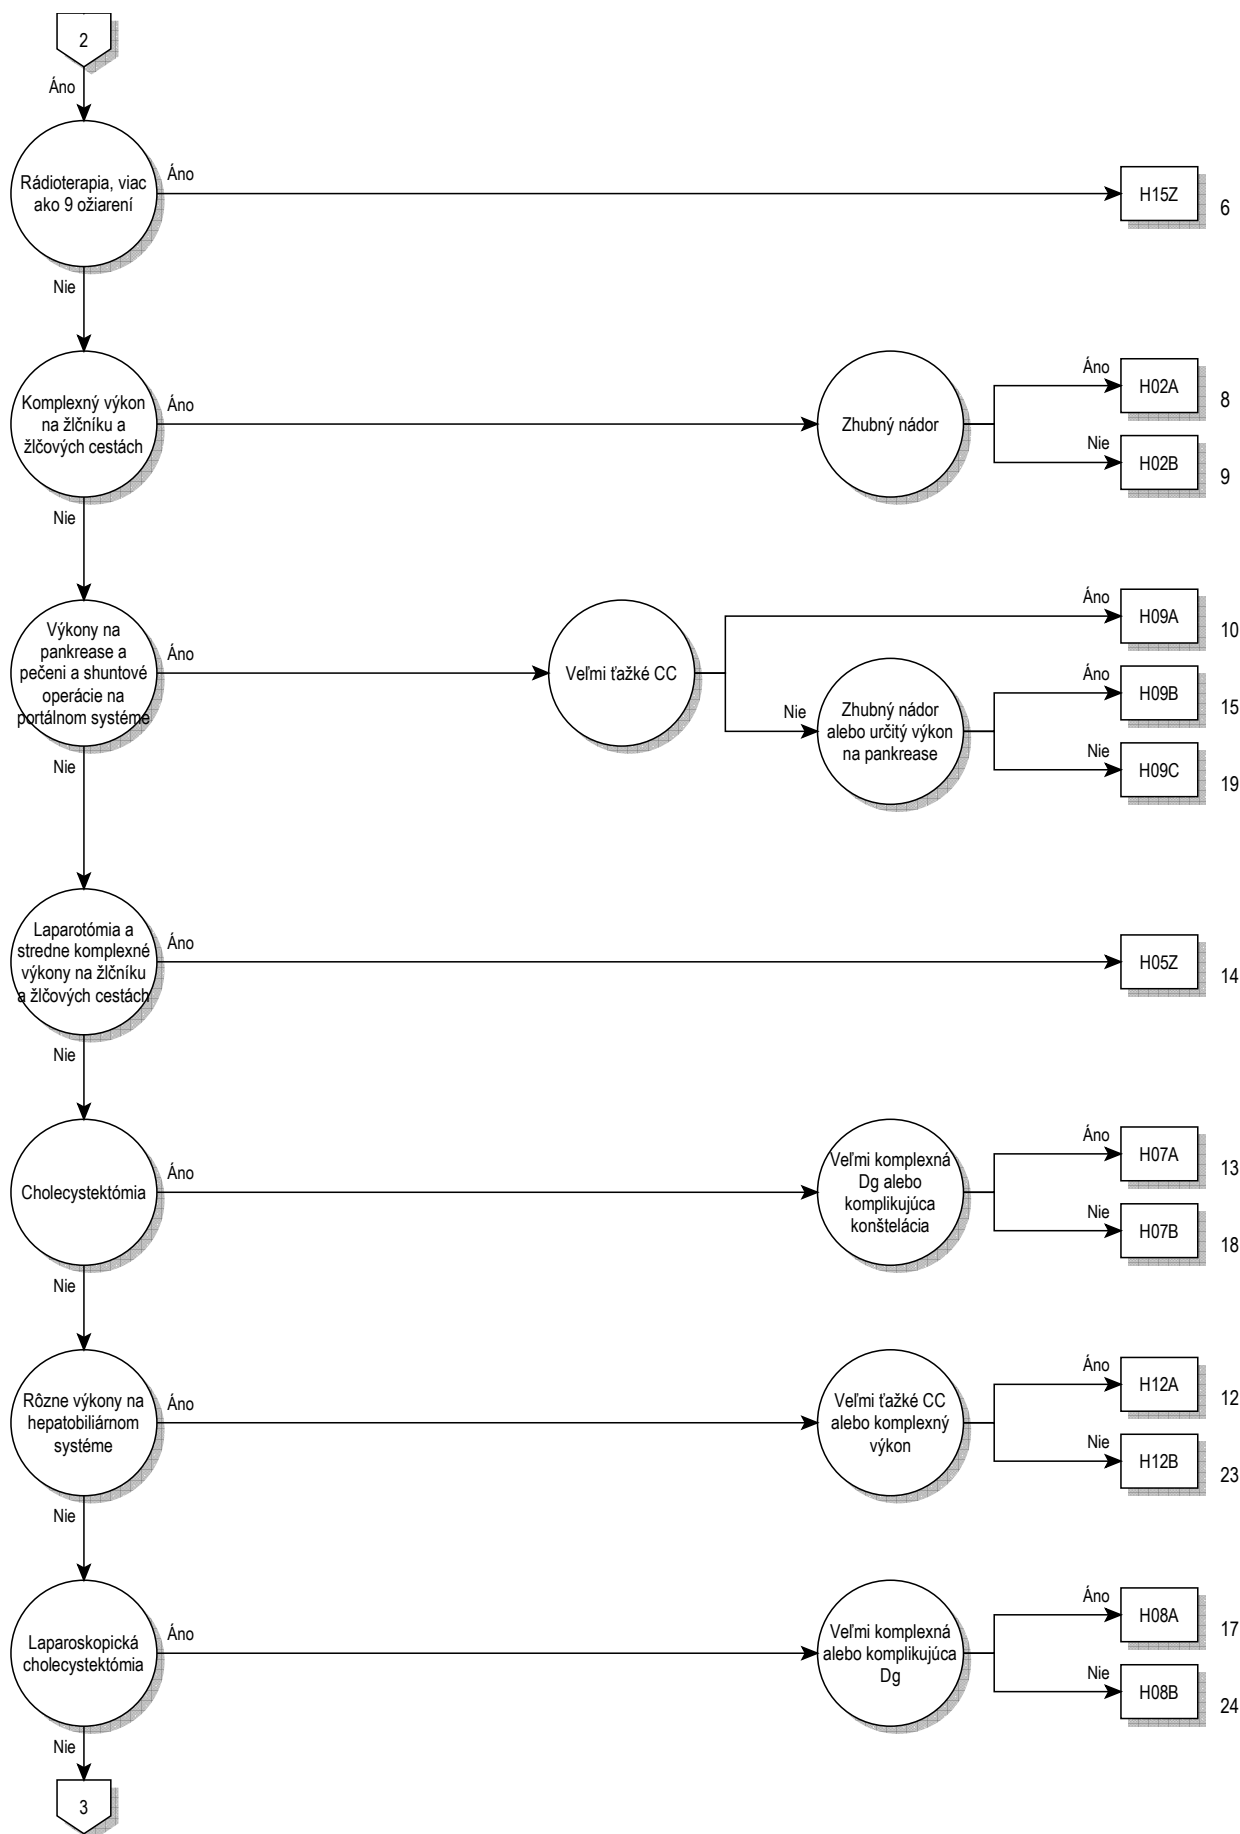 2
Áno
Rádioterapia, viac
ako 9 ožiarení
Áno
H15Z
6
Nie
Komplexný výkon
na žlčníku a
žlčových cestách
Áno
Zhubný nádor
Áno
H02A
8
Nie
H02B
9
Nie
Výkony na
pankrease a
pečeni a shuntové
operácie na
portálnom systéme
Áno
Veľmi ťažké CC
Áno
H09A
10
Nie
Zhubný nádor
alebo určitý výkon
na pankrease
Áno
H09B
15
Nie
H09C
19
Nie
Laparotómia a
stredne komplexné
výkony na žlčníku
a žlčových cestách
Áno
H05Z
14
Nie
Cholecystektómia
Áno
Veľmi komplexná
Dg alebo
komplikujúca
konštelácia
Áno
H07A
13
Nie
H07B
18
Nie
Rôzne výkony na
hepatobiliárnom
systéme
Áno
Veľmi ťažké CC
alebo komplexný
výkon
Áno
H12A
12
Nie
H12B
23
Nie
Laparoskopická
cholecystektómia
Áno
Veľmi komplexná
alebo komplikujúca
Dg
Áno
H08A
17
Nie
H08B
24
Nie
3